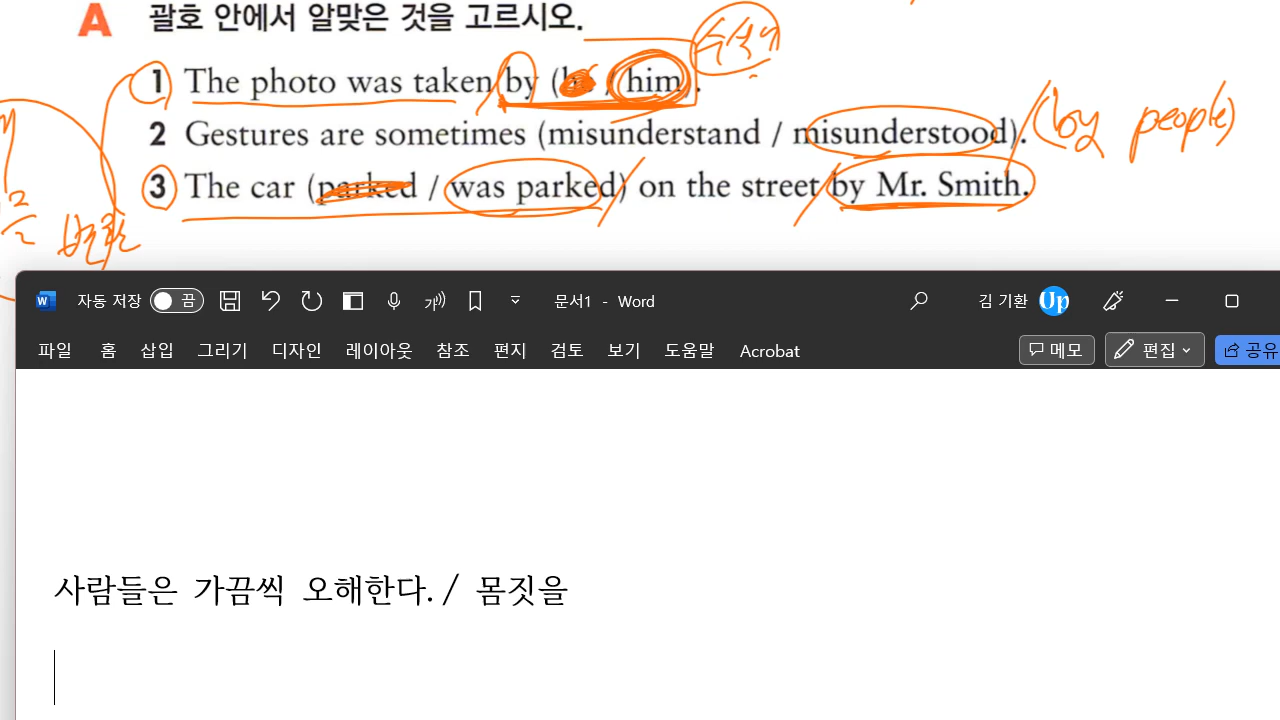 A 괄호 안에서 알맞은 것을 고르시오.
1 The photo was taken by (he / him).
2 Gestures are sometimes (misunderstand / misunderstood). (by people)
3 The car (parked / was parked) on the street by Mr. Smith.
자동 저장 끔 가 문서1 - Word 김 기환 Up
파일 홈 삽입 그리기 디자인 레이아웃 참조 편지 검토 보기 도움말 Acrobat 메모 편집 공유
사람들은 가끔씩 오해한다. / 몸짓을